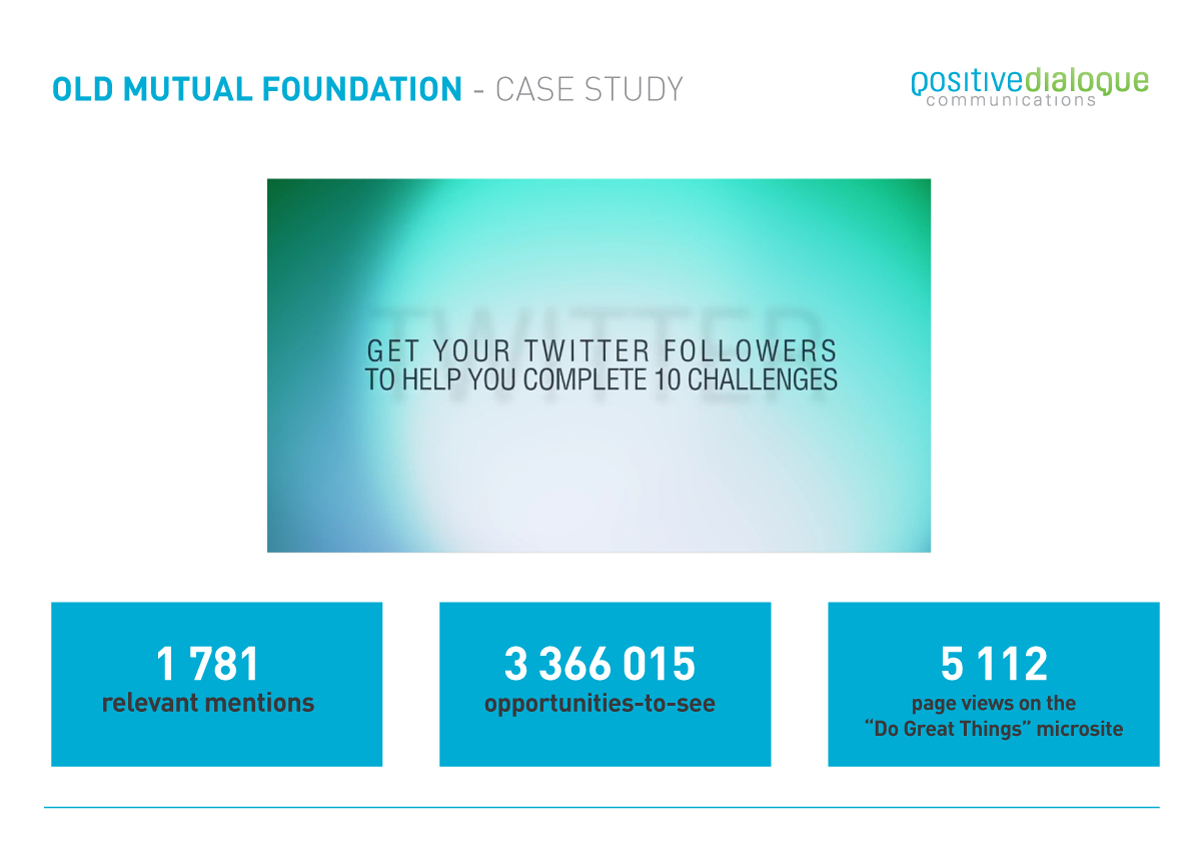 OLD MUTUAL FOUNDATION - CASE STUDY
positivedialogue
communications
TWITTER
GET YOUR TWITTER FOLLOWERS
TO HELP YOU COMPLETE 10 CHALLENGES
1 781
relevant mentions
3 366 015
opportunities-to-see
5 112
page views on the
“Do Great Things” microsite